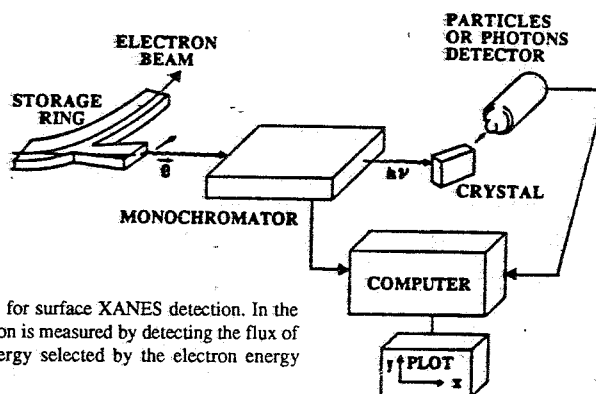 PARTICLES
OR PHOTONS
DETECTOR
ELECTRON
BEAM
STORAGE
RING
e
hν
MONOCHROMATOR
CRYSTAL
COMPUTER
for surface XANES detection. In the
on is measured by detecting the flux of
ergy selected by the electron energy
y PLOT
x